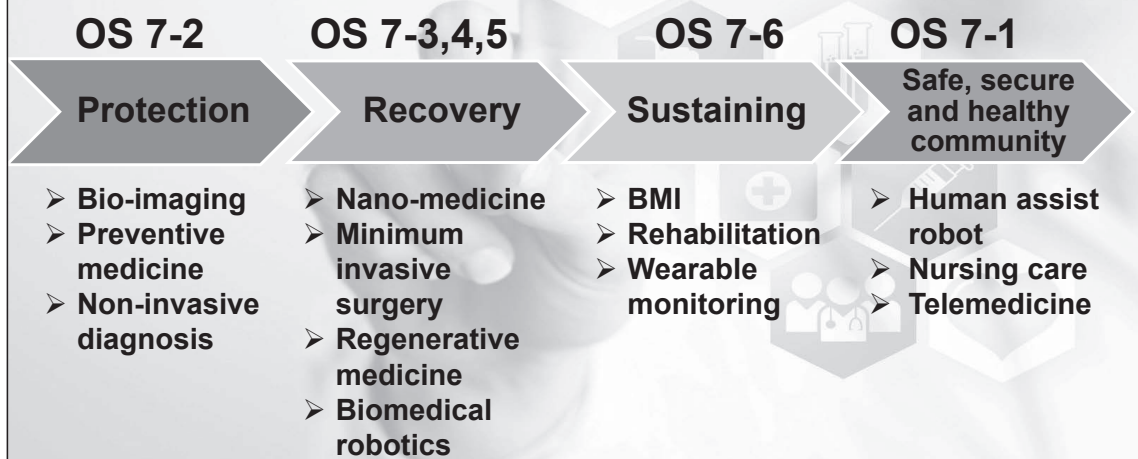 OS 7-2
Protection
➢ Bio-imaging
➢ Preventive
medicine
➢ Non-invasive
diagnosis
OS 7-3,4,5
Recovery
➢ Nano-medicine
➢ Minimum
invasive
surgery
➢ Regenerative
medicine
➢ Biomedical
robotics
OS 7-6
Sustaining
➢ BMI
➢ Rehabilitation
➢ Wearable
monitoring
OS 7-1
Safe, secure
and healthy
community
➢ Human assist
robot
➢ Nursing care
➢ Telemedicine